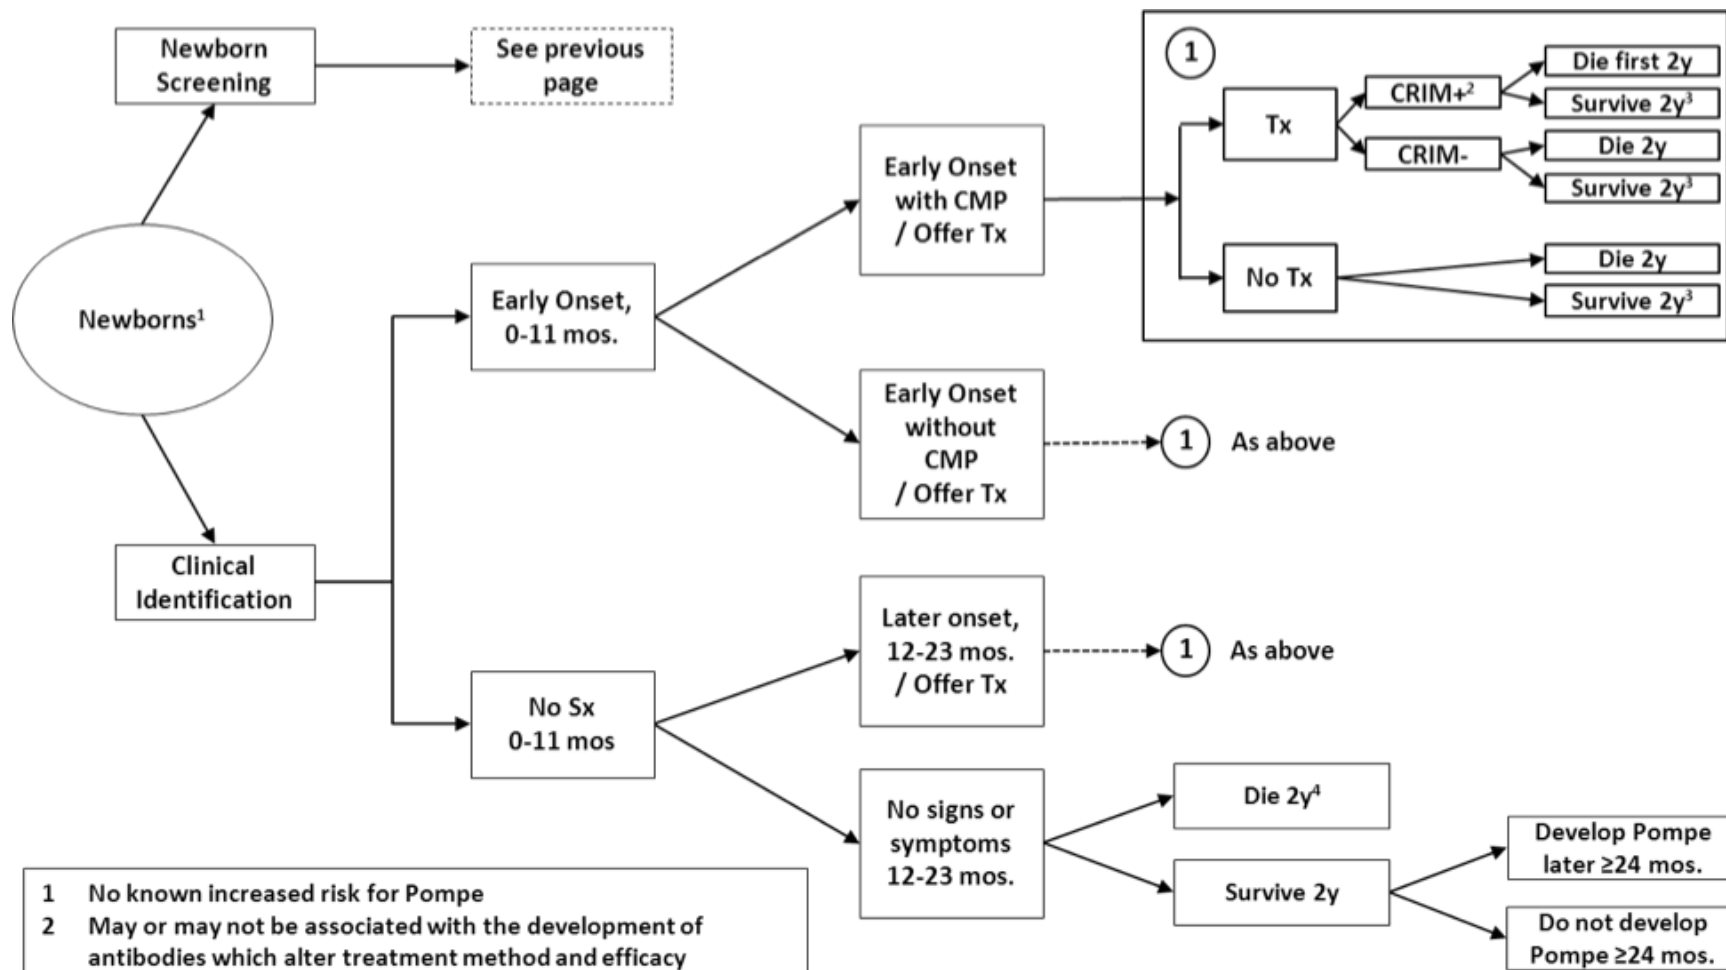 Newborn
Screening
See previous
page
1
Tx
CRIM+²
CRIM-
Die first 2y
Survive 2y³
Die 2y
Survive 2y³
No Tx
Die 2y
Survive 2y³
Newborns¹
Early Onset,
0-11 mos.
Early Onset
with CMP
/ Offer Tx
Early Onset
without
CMP
/ Offer Tx
1 As above
Clinical
Identification
Later onset,
12-23 mos.
/ Offer Tx
1 As above
No Sx
0-11 mos
No signs or
symptoms
12-23 mos.
Die 2y⁴
Survive 2y
Develop Pompe
later ≥24 mos.
Do not develop
Pompe ≥24 mos.
1 No known increased risk for Pompe
2 May or may not be associated with the development of
antibodies which alter treatment method and efficacy